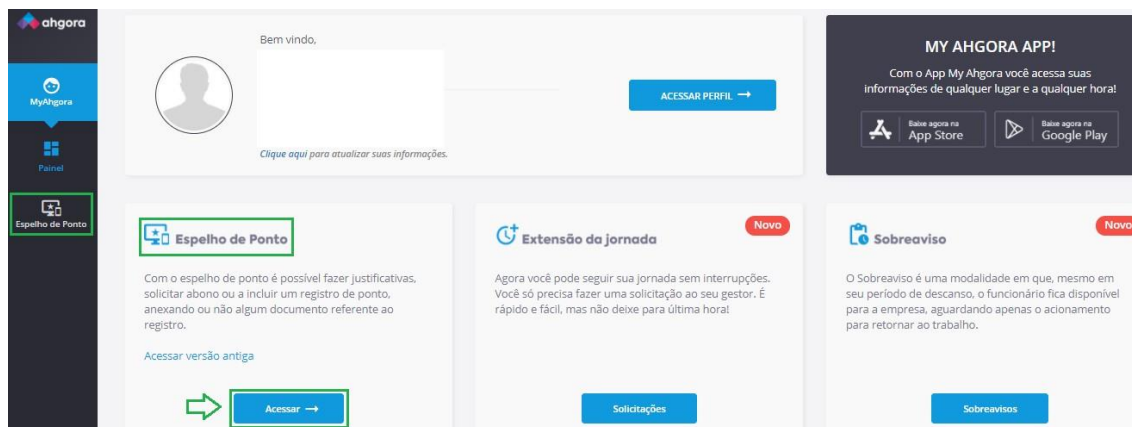 ahgora
MyAhgora
Painel
Espelho de Ponto
Bem vindo,
ACESSAR PERFIL →
Clique aqui para atualizar suas informações.
MY AHGORA APP!
Com o App My Ahgora você acessa suas
informações de qualquer lugar e a qualquer hora!
Baixe agora na
App Store
Baixe agora na
Google Play
Espelho de Ponto
Com o espelho de ponto é possível fazer justificativas,
solicitar abono ou a incluir um registro de ponto,
anexando ou não algum documento referente ao
registro.
Acessar versão antiga
Acessar →
Extensão da jornada
Novo
Agora você pode seguir sua jornada sem interrupções.
Você só precisa fazer uma solicitação ao seu gestor. É
rápido e fácil, mas não deixe para última hora!
Solicitações
Sobreaviso
Novo
O Sobreaviso é uma modalidade em que, mesmo em
seu período de descanso, o funcionário fica disponível
para a empresa, aguardando apenas o acionamento
para retornar ao trabalho.
Sobreavisos